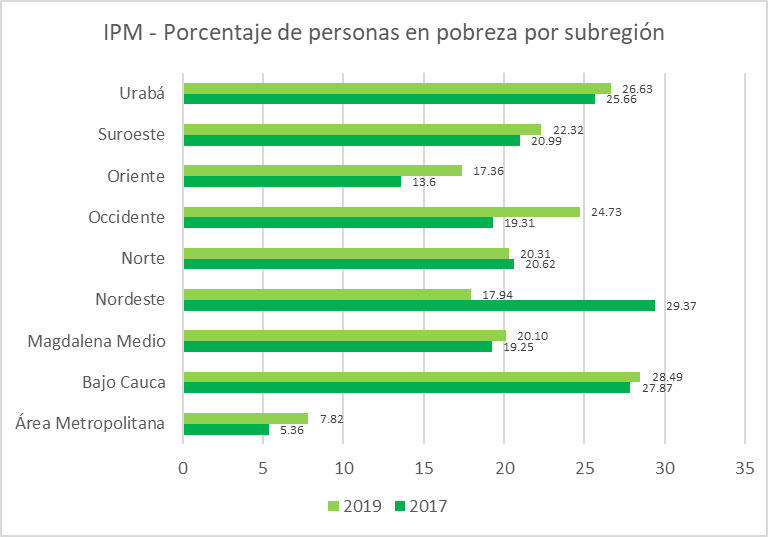 IPM - Porcentaje de personas en pobreza por subregión
Urabá
26.63
25.66
Suroeste
22.32
20.99
Oriente
17.36
13.6
Occidente
24.73
19.31
Norte
20.31
20.62
Nordeste
17.94
29.37
Magdalena Medio
20.10
19.25
Bajo Cauca
28.49
27.87
Área Metropolitana
7.82
5.36
0 5 10 15 20 25 30 35
2019 2017